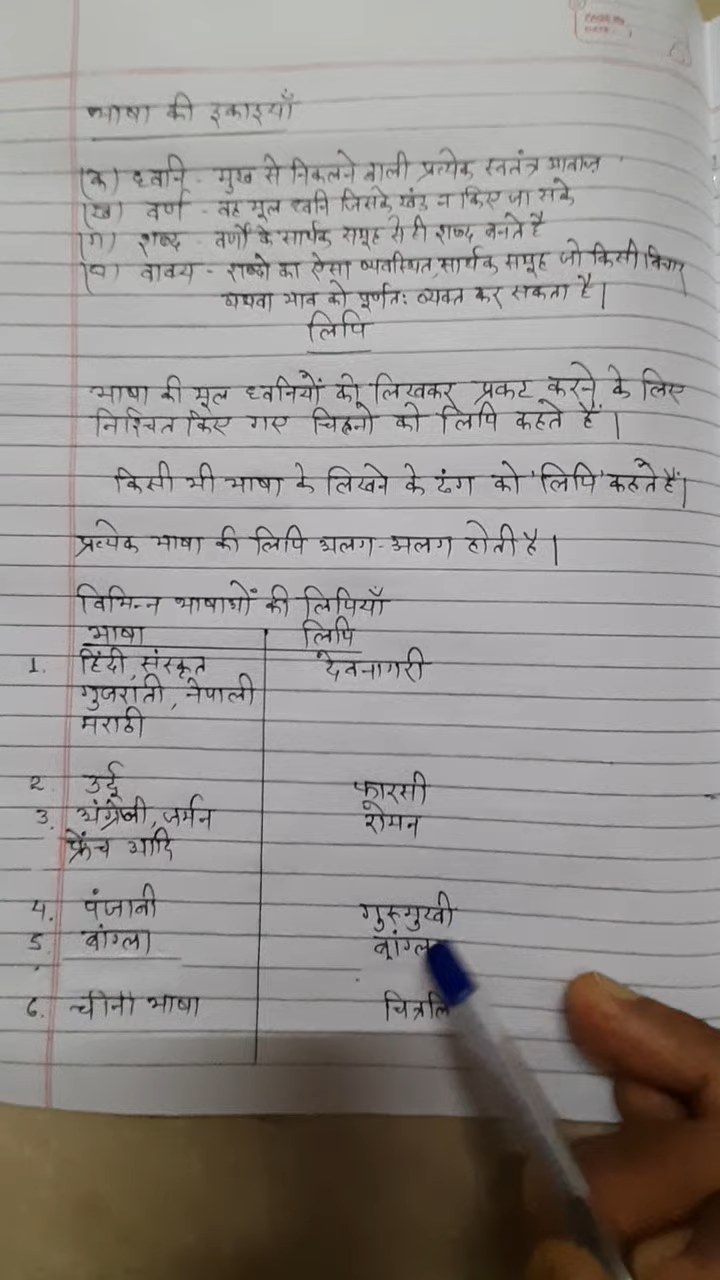 भाषा की इकाइयाँ
(क) ध्वनि - मुख से निकलने वाली प्रत्येक स्वतंत्र आवाज़
(ख) वर्ण - वह मूल ध्वनि जिसके खंड न किए जा सके
(ग) शब्द - वर्णों के सार्थक समूह से ही शब्द बनते है
(घ) वाक्य - शब्दों का ऐसा व्यवस्थित सार्थक समूह जो किसी विचार
अथवा भाव को पूर्णतः व्यक्त कर सकता है।
लिपि
भाषा की मूल ध्वनियों को लिखकर प्रकट करने के लिए
निश्चित किए गए चिह्नों को लिपि कहते हैं।
किसी भी भाषा के लिखने के ढंग को 'लिपि' कहते हैं।
प्रत्येक भाषा की लिपि अलग-अलग होती है।
विभिन्न भाषाओं की लिपियाँ
भाषा लिपि
1. हिंदी, संस्कृत देवनागरी
गुजराती, नेपाली
मराठी
2. उर्दू फारसी
3. अंग्रेजी, जर्मन रोमन
फ्रेंच आदि
4. पंजाबी गुरुमुखी
5. बांग्ला बांग्ल
6. चीनी भाषा चित्रलि